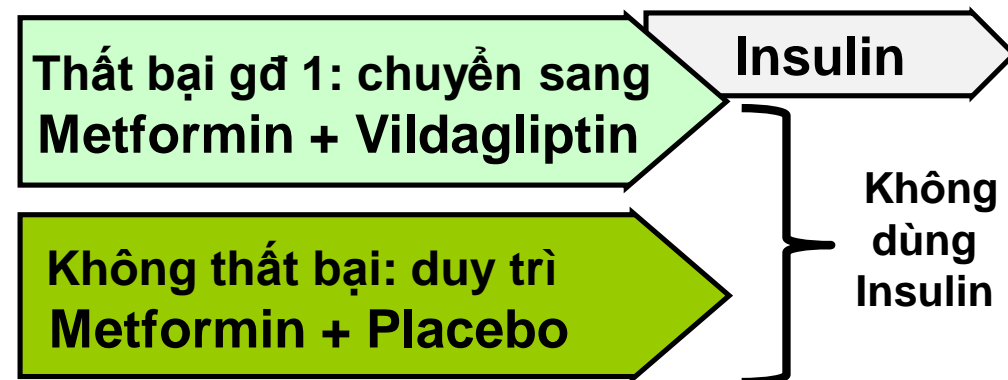 Thất bại gđ 1: chuyển sang
Metformin + Vildagliptin
Insulin
Không thất bại: duy trì
Metformin + Placebo
Không
dùng
Insulin